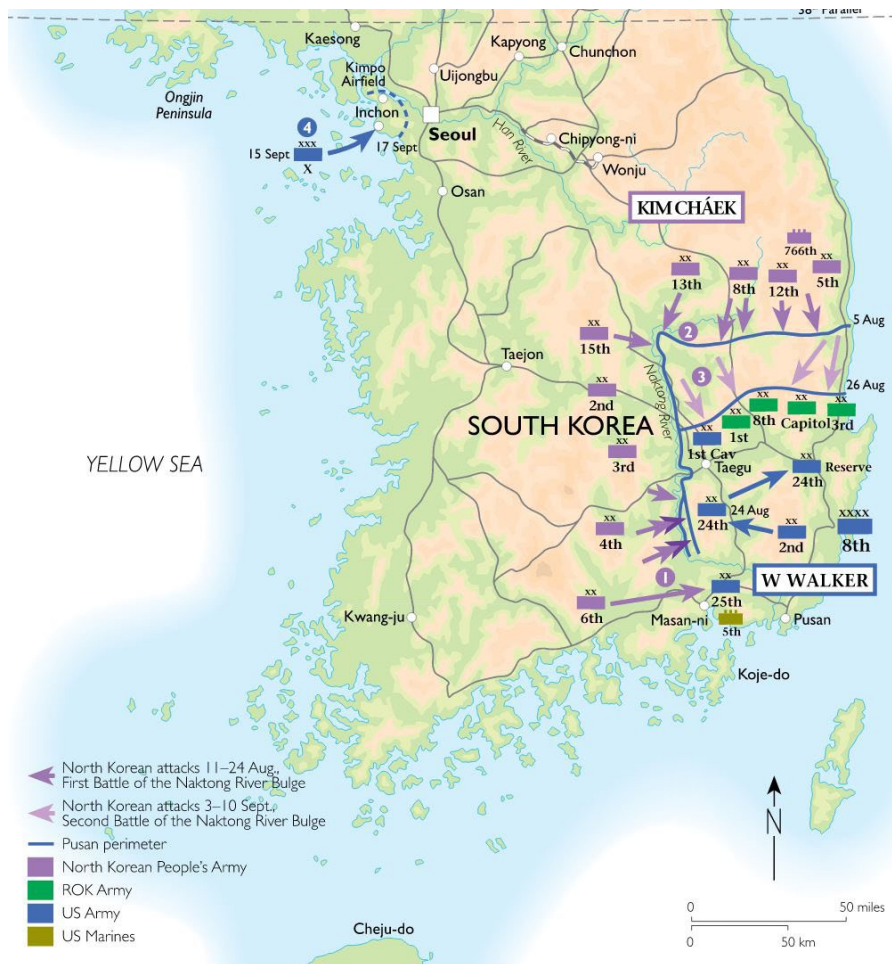 38th Parallel
Kaesong
Kapyong
Chunchon
Kimpo
Airfield
Uijongbu
Ongjin
Peninsula
Inchon
4
Seoul
Han River
Chipyong-ni
15 Sept
xxx
X
17 Sept
Wonju
Osan
KIM CHÁEK
766th
xx
13th
xx
8th
xx
12th
xx
5th
5 Aug
2
xx
15th
Taejon
Naktong River
3
26 Aug
xx
2nd
SOUTH KOREA
xx
1st Cav
xx
1st
xx
8th
xx
Capitol
xx
3rd
YELLOW SEA
xx
3rd
Taegu
xx
24th
Reserve
xx
4th
xx
24th
24 Aug
xx
2nd
xxxx
8th
1
W WALKER
xx
6th
xx
25th
Kwang-ju
Masan-ni
5th
Pusan
Koje-do
North Korean attacks 11–24 Aug.,
First Battle of the Naktong River Bulge
North Korean attacks 3–10 Sept.,
Second Battle of the Naktong River Bulge
Pusan perimeter
North Korean People's Army
ROK Army
US Army
US Marines
N
0 50 miles
0 50 km
Cheju-do